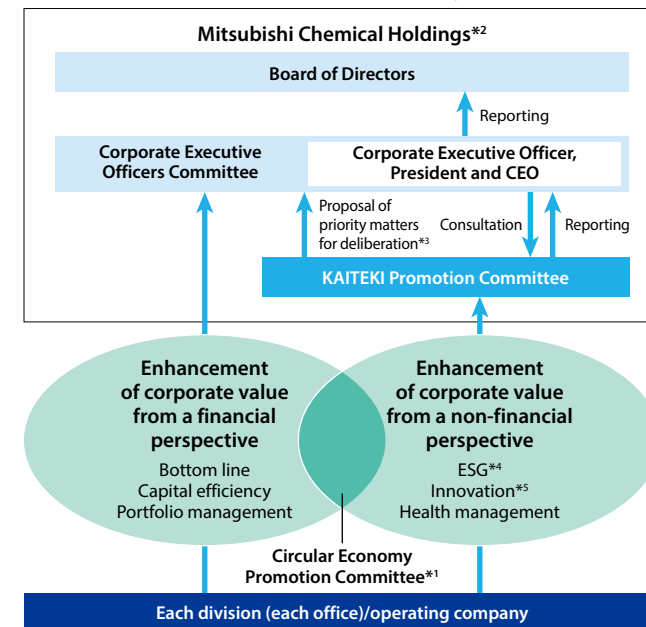 Mitsubishi Chemical Holdings*2
Board of Directors
Reporting
Corporate Executive
Officers Committee
Corporate Executive Officer,
President and CEO
Proposal of
priority matters
for deliberation*3
Consultation
Reporting
KAITEKI Promotion Committee
Enhancement
of corporate value
from a financial
perspective
Bottom line
Capital efficiency
Portfolio management
Enhancement
of corporate value
from a non-financial
perspective
ESG*4
Innovation*5
Health management
Circular Economy
Promotion Committee*1
Each division (each office)/operating company